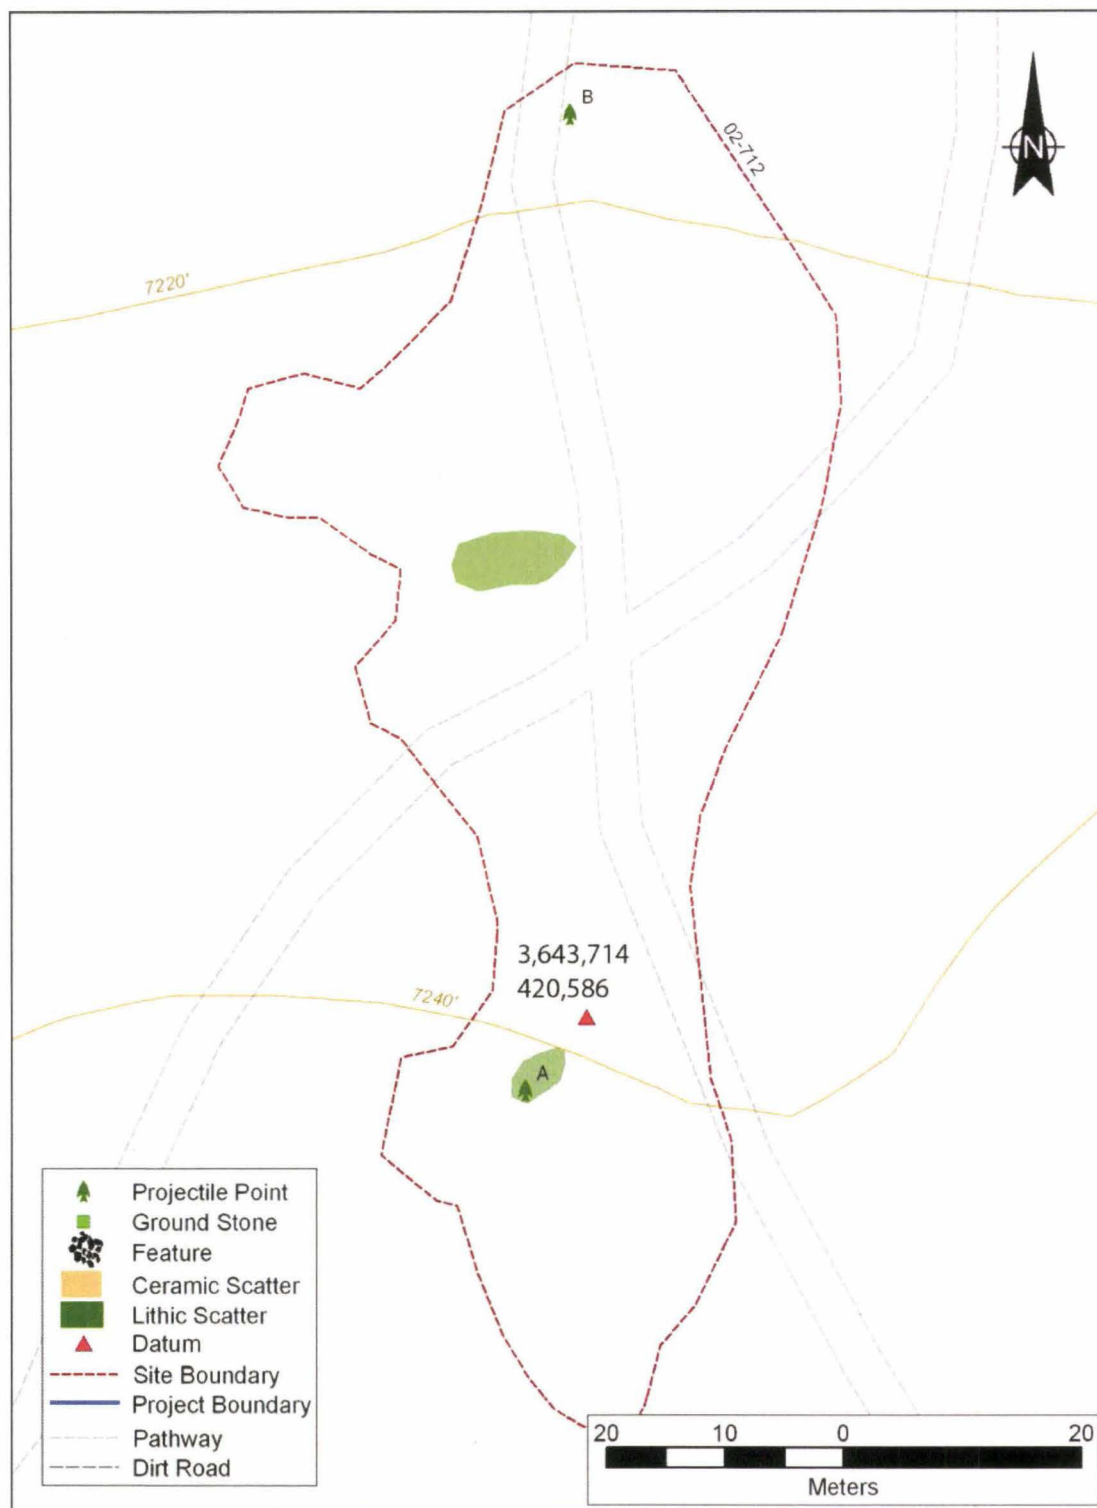 B
N
02-712
7220'
3,643,714
420,586
7240'
A
Projectile Point
Ground Stone
Feature
Ceramic Scatter
Lithic Scatter
Datum
Site Boundary
Project Boundary
Pathway
Dirt Road
20 10 0 20
Meters